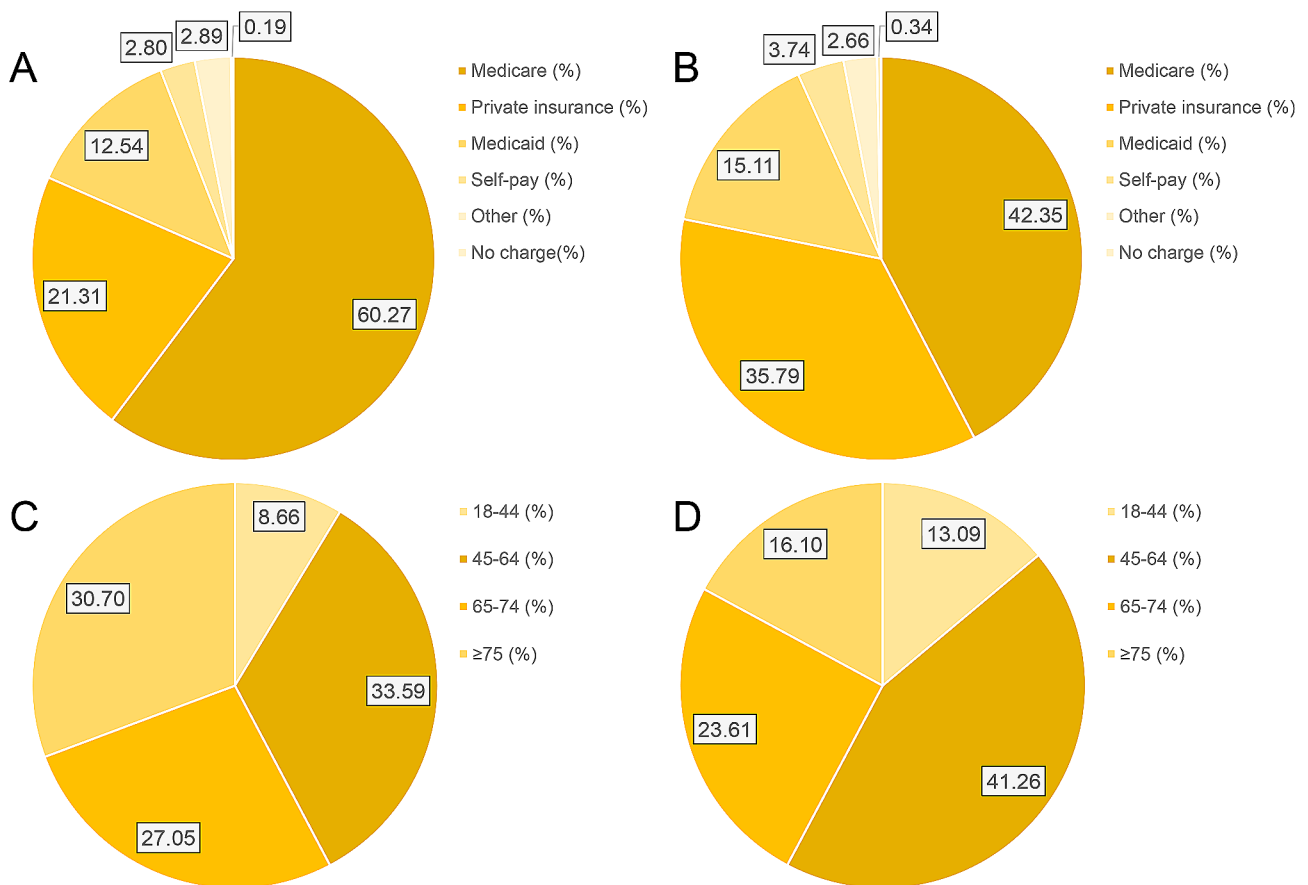 A
2.80
2.89
0.19
12.54
21.31
60.27
Medicare (%)
Private insurance (%)
Medicaid (%)
Self-pay (%)
Other (%)
No charge(%)
B
3.74
2.66
0.34
15.11
42.35
35.79
Medicare (%)
Private insurance (%)
Medicaid (%)
Self-pay (%)
Other (%)
No charge (%)
C
8.66
30.70
33.59
27.05
18-44 (%)
45-64 (%)
65-74 (%)
≥75 (%)
D
16.10
13.09
23.61
41.26
18-44 (%)
45-64 (%)
65-74 (%)
≥75 (%)